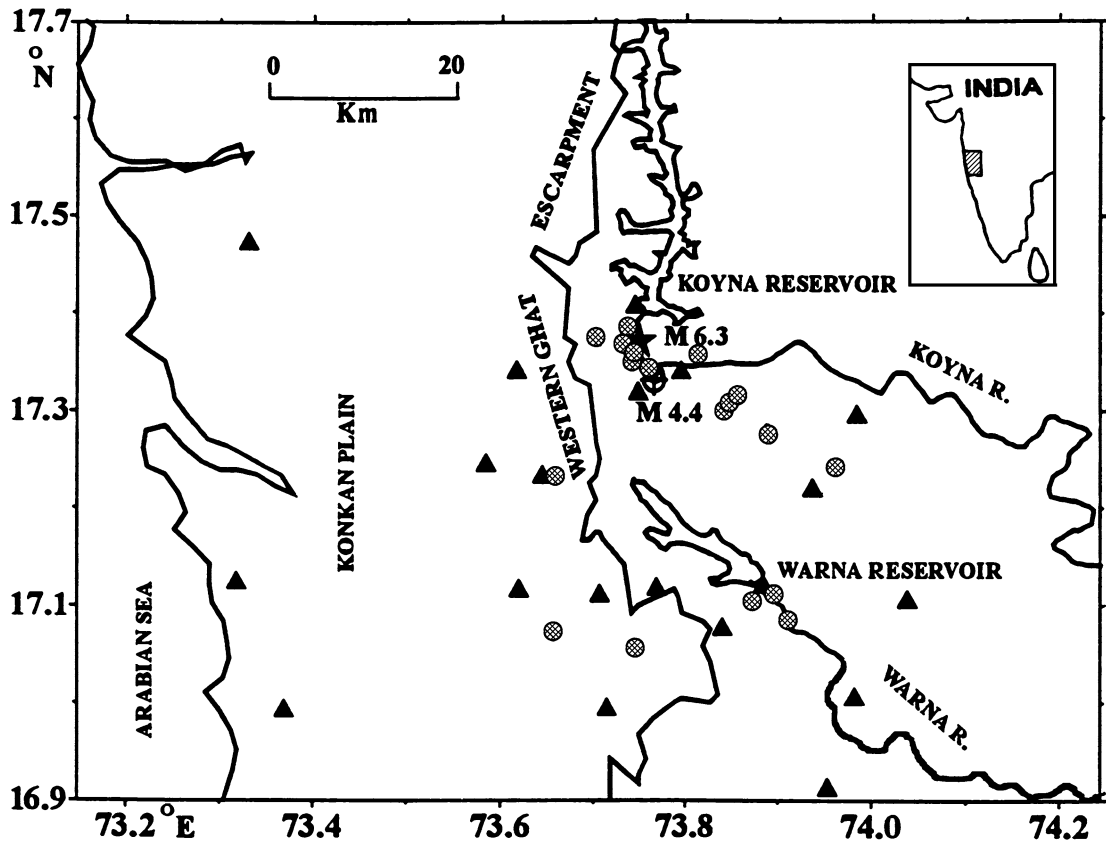 17.7
° N
0 20
Km
INDIA
ESCARPMENT
17.5
KOYNA RESERVOIR
M 6.3
WESTERN GHAT
KOYNA R.
17.3
M 4.4
KONKAN PLAIN
WARNA RESERVOIR
17.1
ARABIAN SEA
WARNA R.
16.9
73.2 °E 73.4 73.6 73.8 74.0 74.2